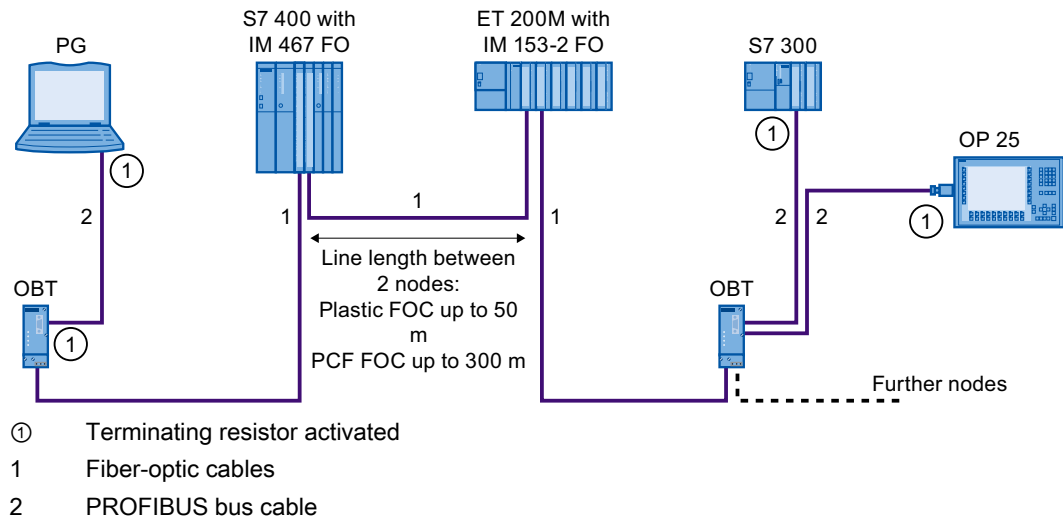 PG
S7 400 with
IM 467 FO
ET 200M with
IM 153-2 FO
S7 300
OP 25
1
1
1
2
1
1
1
2
2
Line length between
2 nodes:
Plastic FOC up to 50
m
PCF FOC up to 300 m
OBT
1
OBT
Further nodes
① Terminating resistor activated
1 Fiber-optic cables
2 PROFIBUS bus cable